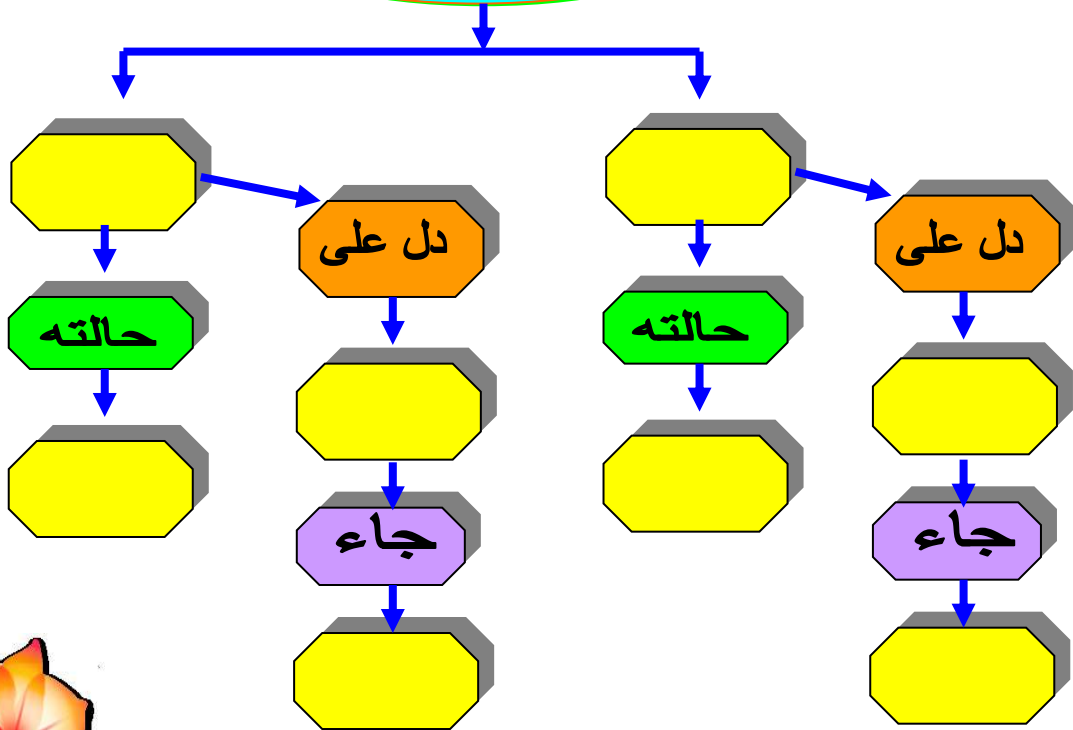 دل على
دل على
حالته
حالته
جاء
جاء